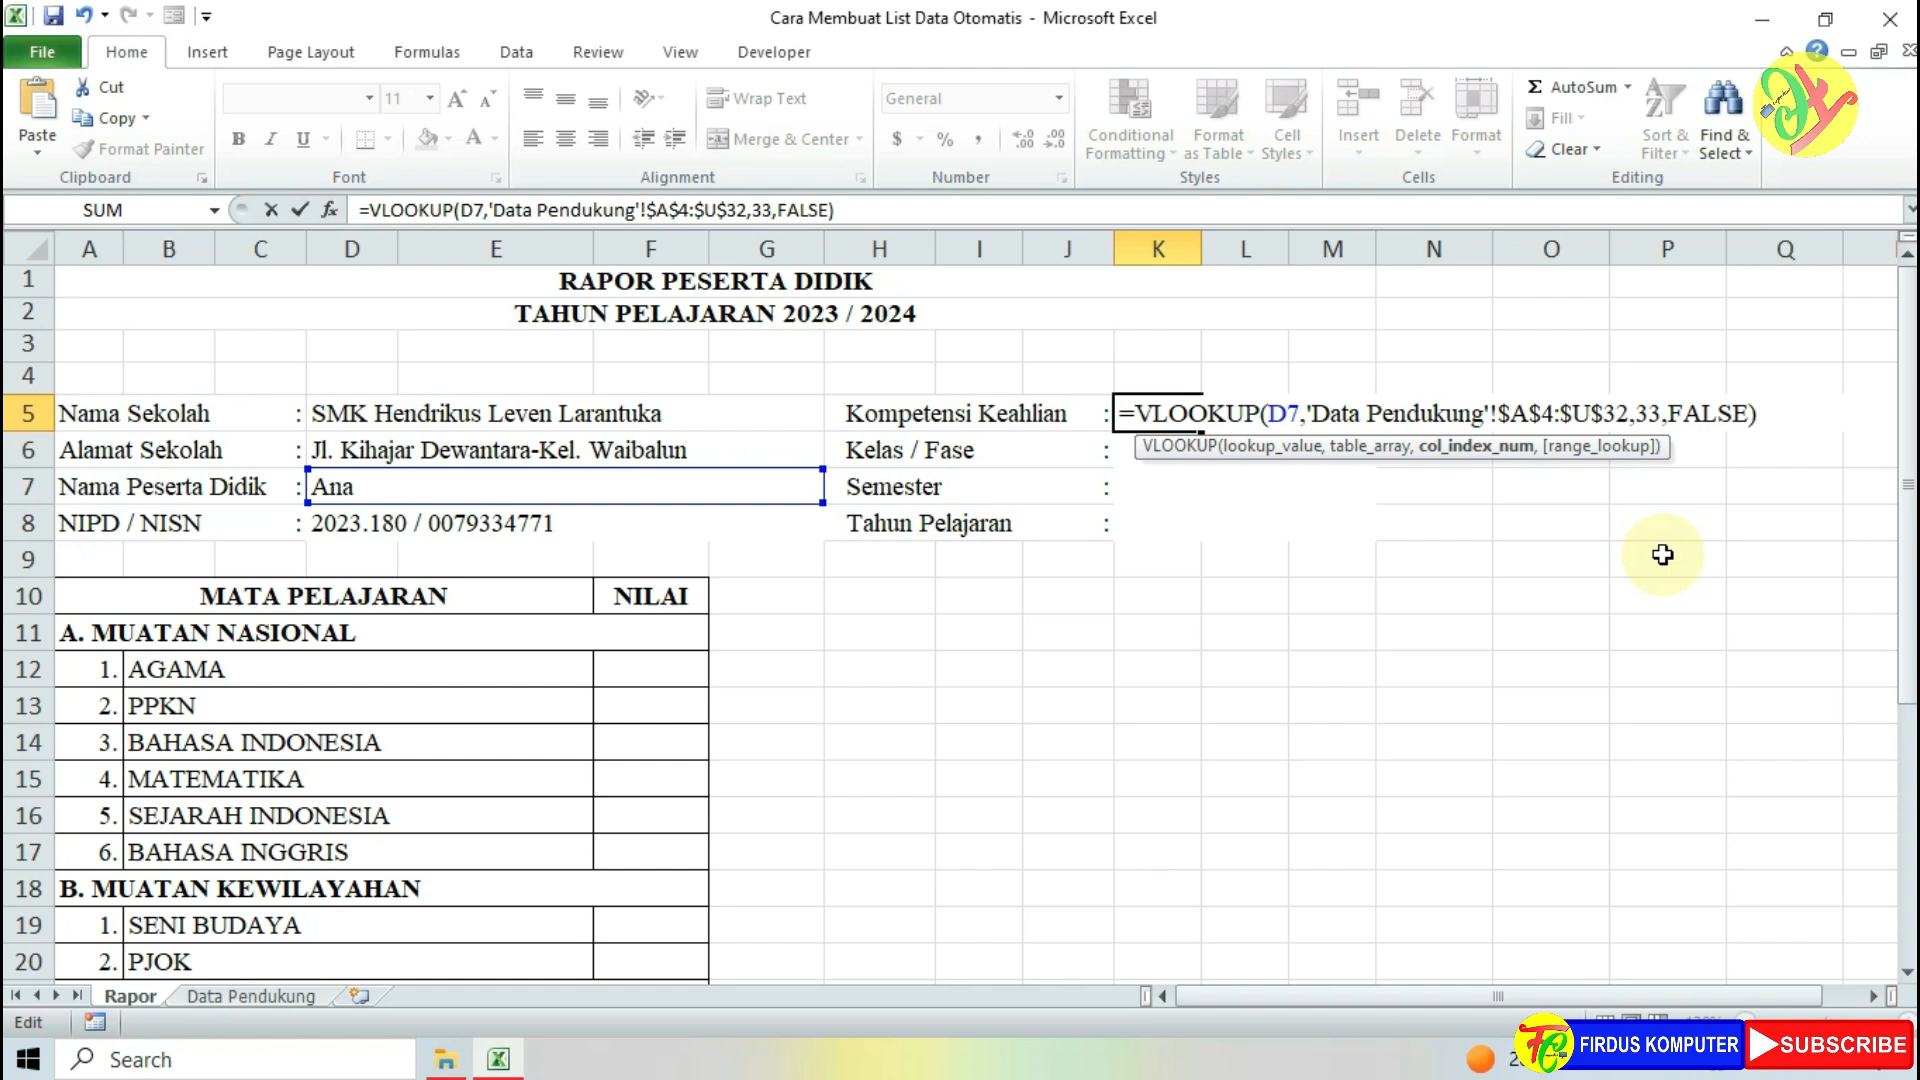 Cara Membuat List Data Otomatis - Microsoft Excel
File Home Insert Page Layout Formulas Data Review View Developer
Cut
Copy
Format Painter
Paste
Clipboard
11
B I U
Font
Wrap Text
Merge & Center
Alignment
General
$ % ,
Number
Conditional Formatting
Format as Table
Cell Styles
Styles
Insert Delete Format
Cells
Σ AutoSum
Fill
Clear
Sort & Filter
Find & Select
Editing
SUM
fx
=VLOOKUP(D7,'Data Pendukung'!$A$4:$U$32,33,FALSE)
A B C D E F G H I J K L M N O P Q
1 RAPOR PESERTA DIDIK
2 TAHUN PELAJARAN 2023 / 2024
3
4
5 Nama Sekolah : SMK Hendrikus Leven Larantuka Kompetensi Keahlian : =VLOOKUP(D7,'Data Pendukung'!$A$4:$U$32,33,FALSE)
VLOOKUP(lookup_value, table_array, col_index_num, [range_lookup])
6 Alamat Sekolah : Jl. Kihajar Dewantara-Kel. Waibalun Kelas / Fase :
7 Nama Peserta Didik : Ana Semester :
8 NIPD / NISN : 2023.180 / 0079334771 Tahun Pelajaran :
9
10 MATA PELAJARAN NILAI
11 A. MUATAN NASIONAL
12 1. AGAMA
13 2. PPKN
14 3. BAHASA INDONESIA
15 4. MATEMATIKA
16 5. SEJARAH INDONESIA
17 6. BAHASA INGGRIS
18 B. MUATAN KEWILAYAHAN
19 1. SENI BUDAYA
20 2. PJOK
Rapor Data Pendukung
Edit
Search
FIRDUS KOMPUTER
SUBSCRIBE